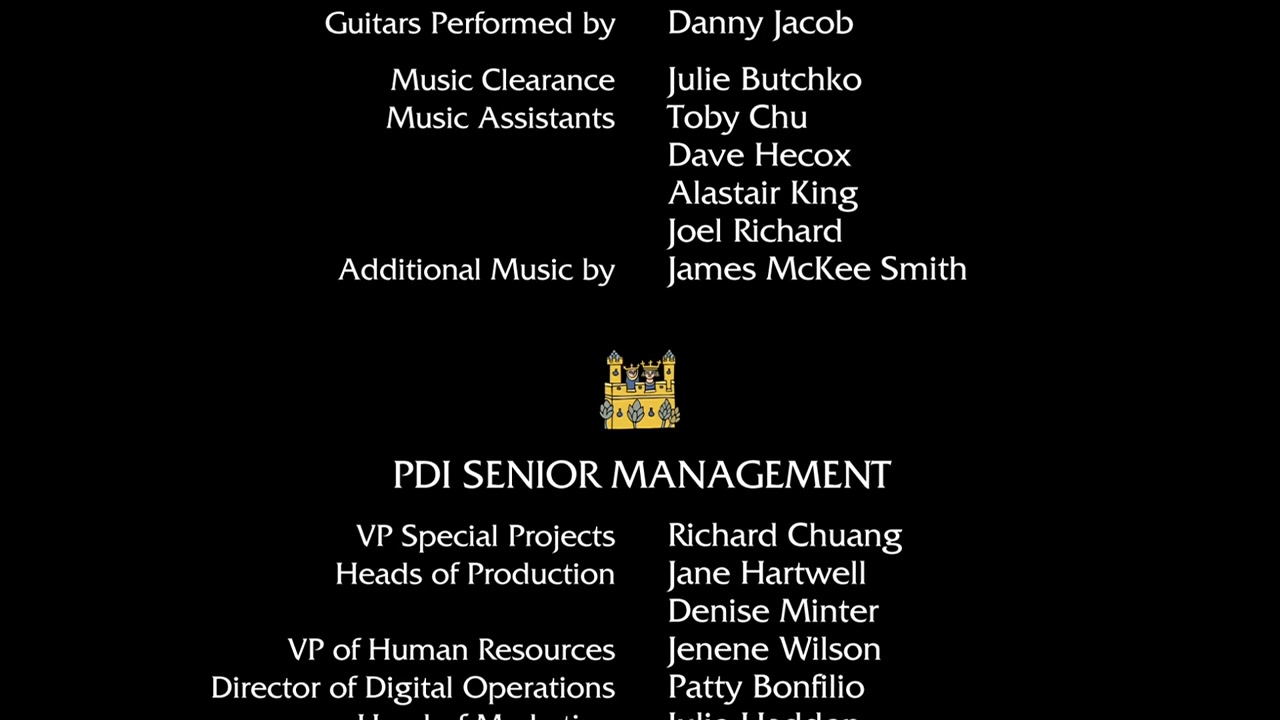 Guitars Performed by Danny Jacob
Music Clearance Julie Butchko
Music Assistants Toby Chu
Dave Hecox
Alastair King
Joel Richard
Additional Music by James McKee Smith
PDI SENIOR MANAGEMENT
VP Special Projects Richard Chuang
Heads of Production Jane Hartwell
Denise Minter
VP of Human Resources Jenene Wilson
Director of Digital Operations Patty Bonfilio
Head of